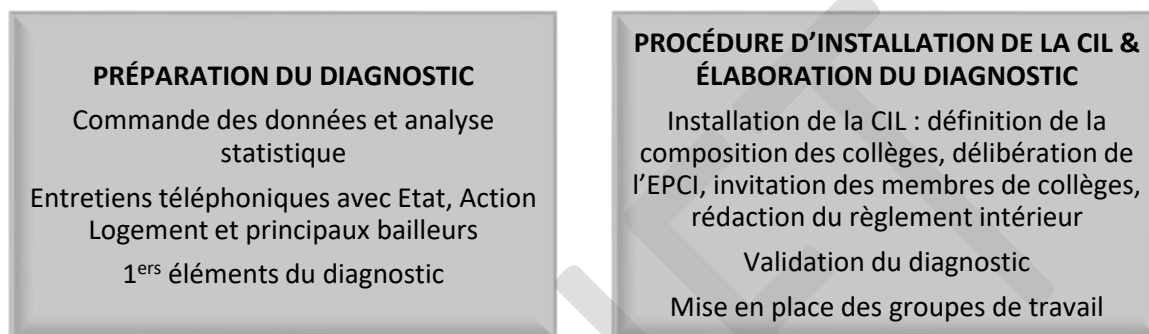 PRÉPARATION DU DIAGNOSTIC
Commande des données et analyse
statistique
Entretiens téléphoniques avec Etat, Action
Logement et principaux bailleurs
1ers éléments du diagnostic
PROCÉDURE D’INSTALLATION DE LA CIL &
ÉLABORATION DU DIAGNOSTIC
Installation de la CIL : définition de la
composition des collèges, délibération de
l’EPCI, invitation des membres de collèges,
rédaction du règlement intérieur
Validation du diagnostic
Mise en place des groupes de travail